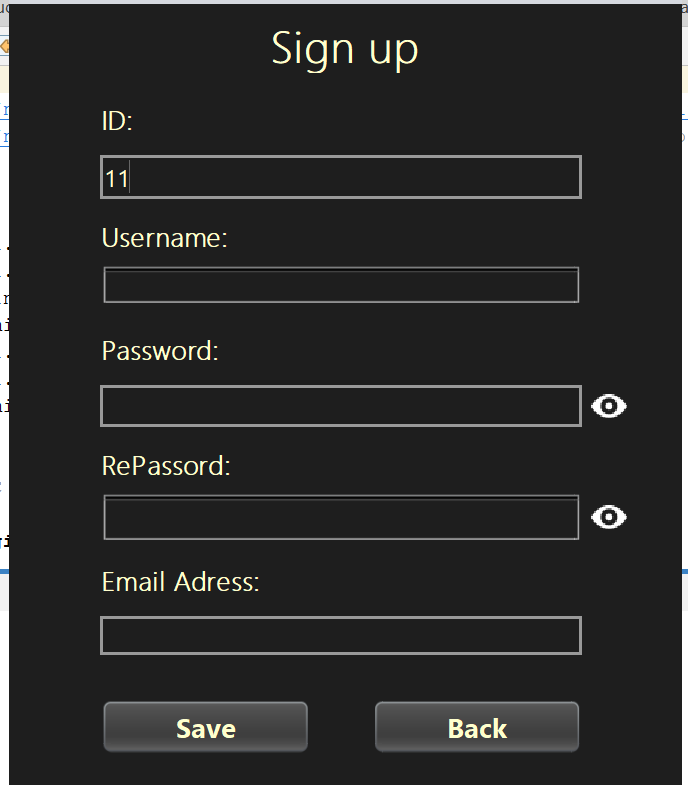 Sign up
ID:
11
Username:
Password:
RePassord:
Email Adress:
Save Back